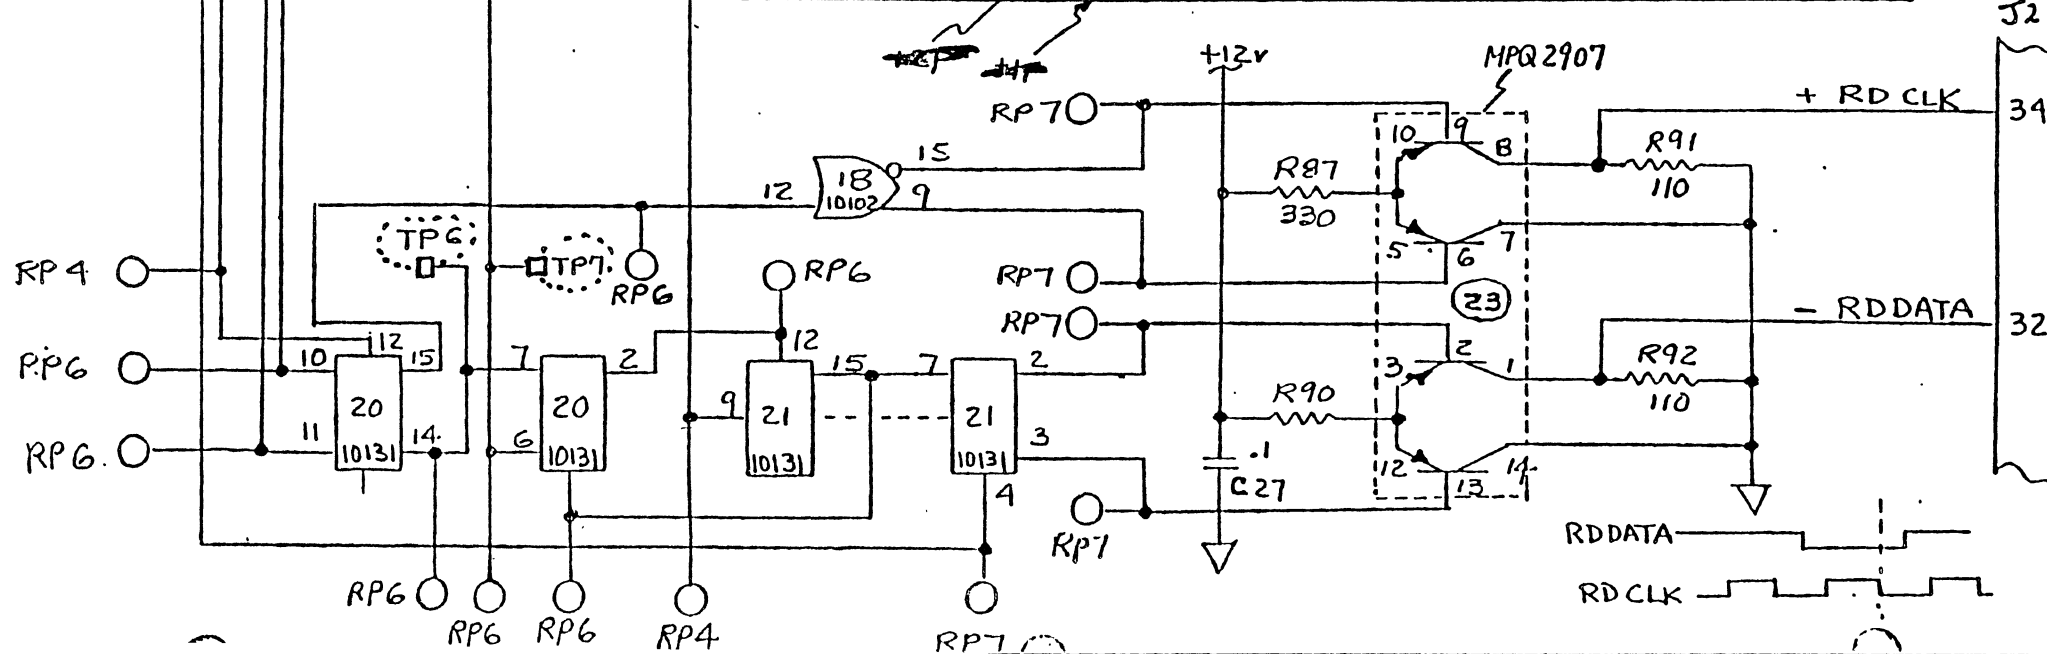 J2
+12v
MPQ2907
RP7
+ RD CLK
34
10
9
8
R91
110
15
18
10102
12
9
R87
330
TP6
TP7
RP4
RP6
RP6
RP7
5
6
7
23
RP7
- RDDATA
32
12
12
RP6
10
15
7
2
15
7
2
3
2
1
R92
110
20
20
9
21
21
R90
RP6
11
14
10131
6
10131
10131
10131
3
.1
C27
12
13
14
4
RP7
RDDATA
RP6
RP6
RP6
RP4
RP7
RD CLK